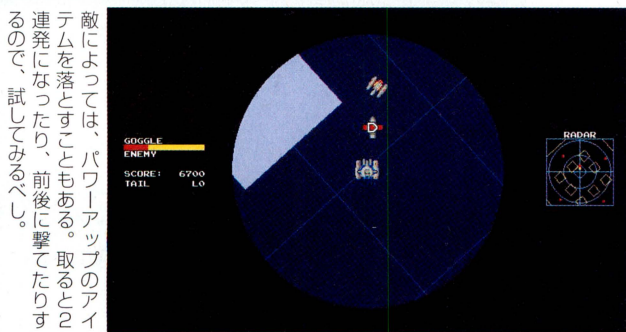 敵によっては、パワーアップのアイ
テムを落とすこともある。取ると2
連発になったり、前後に撃てたりす
るので、試してみるべし。
GOGGLE
ENEMY
SCORE: 6700
TAIL LO
D
RADAR